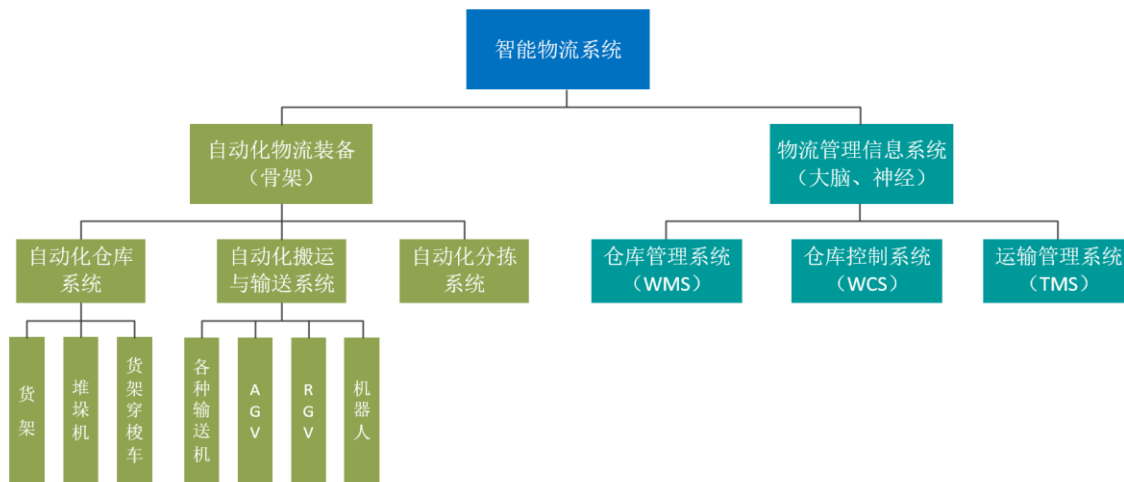 智能物流系统
自动化物流装备
（骨架）
物流管理信息系统
（大脑、神经）
自动化仓库
系统
自动化搬运
与输送系统
自动化分拣
系统
仓库管理系统
（WMS）
仓库控制系统
（WCS）
运输管理系统
（TMS）
货架
堆垛机
货架穿梭车
各种输送机
AGV
RGV
机器人